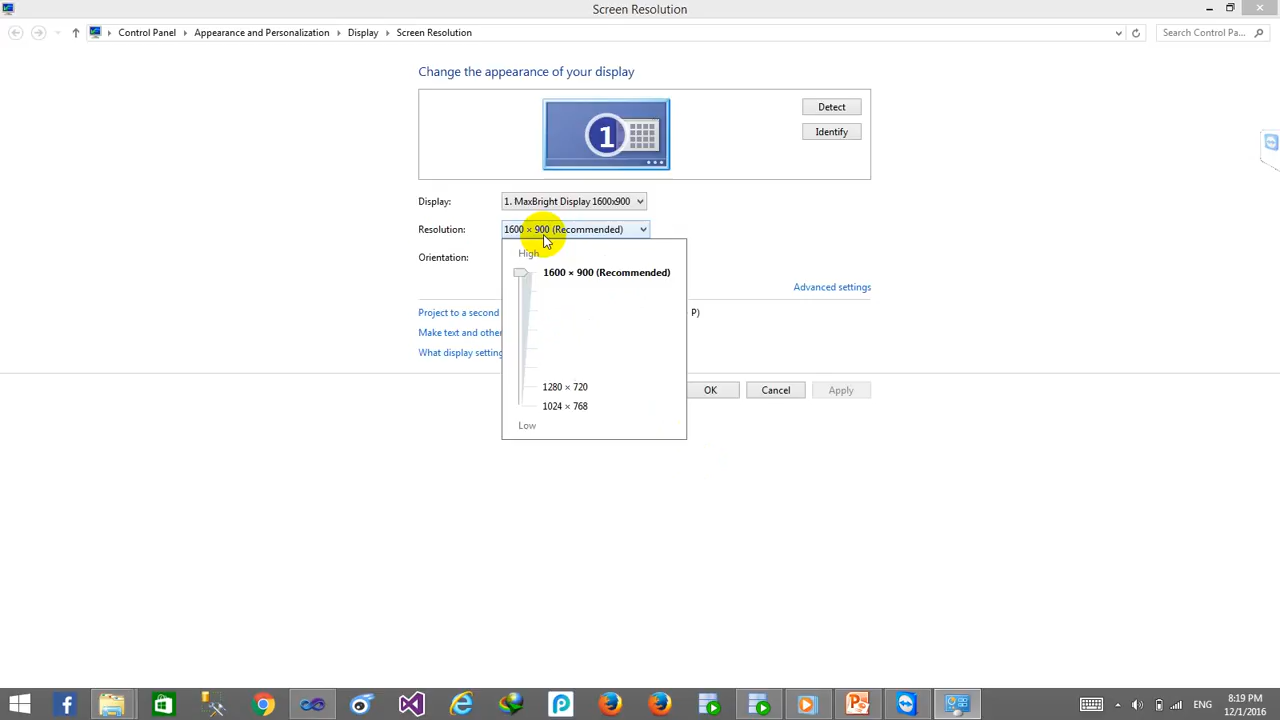 Screen Resolution
Control Panel Appearance and Personalization Display Screen Resolution
Search Control Pa...
Change the appearance of your display
1
Detect
Identify
Display: 1. MaxBright Display 1600x900
Resolution: 1600 × 900 (Recommended)
High
Orientation:
1600 × 900 (Recommended)
Advanced settings
Project to a second P)
Make text and other
What display setting
1280 × 720
OK Cancel Apply
1024 × 768
Low
ENG
8:19 PM
12/1/2016